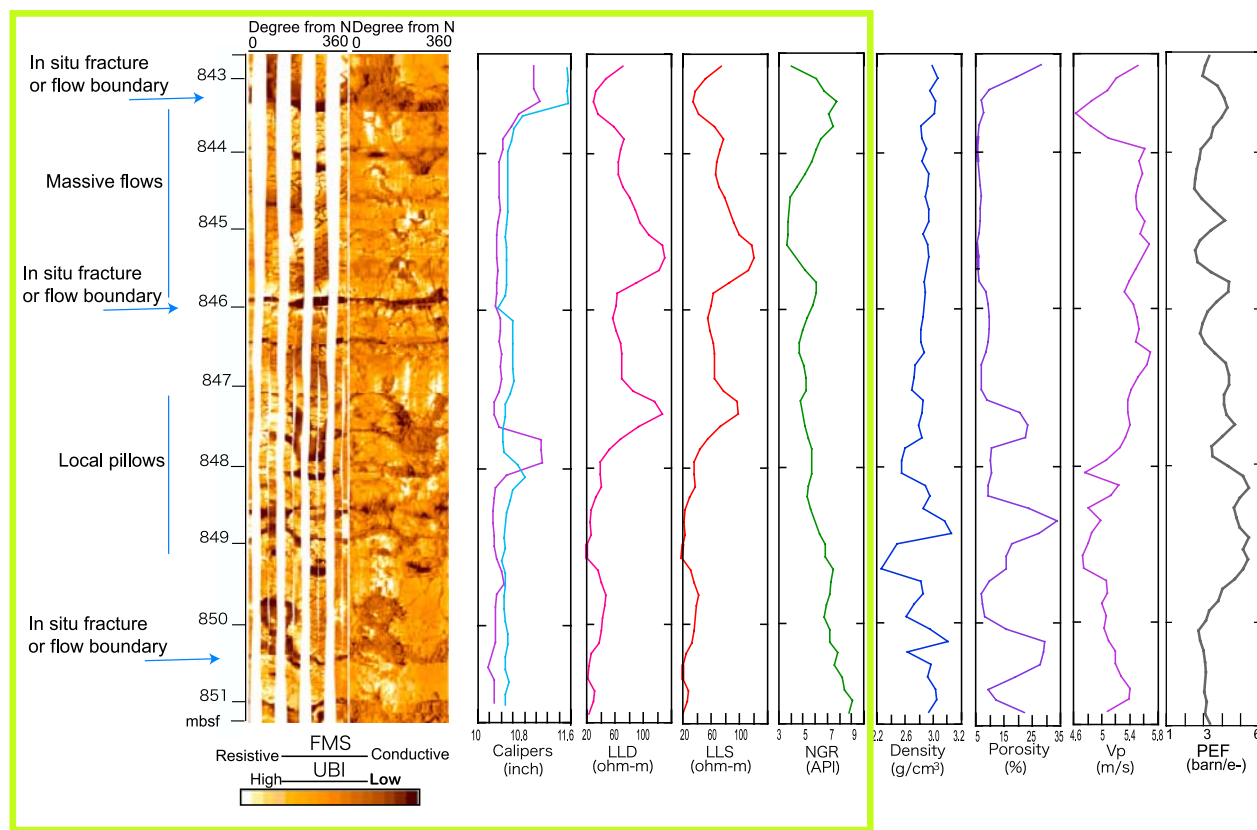 Degree from N Degree from N
0 360 0 360
In situ fracture
or flow boundary
Massive flows
In situ fracture
or flow boundary
Local pillows
In situ fracture
or flow boundary
843
844
845
846
847
848
849
850
851
mbsf
FMS
Resistive Conductive
UBI
High Low
10 11,6
Calipers
(inch)
20 60 100
LLD
(ohm-m)
20 60 100
LLS
(ohm-m)
3 5 7 9
NGR
(API)
2.2 2.6 3.0 3.2
Density
(g/cm³)
5 15 25 35
Porosity
(%)
4.6 5 5.4 5.8
Vp
(m/s)
1 3 6
PEF
(barn/e-)